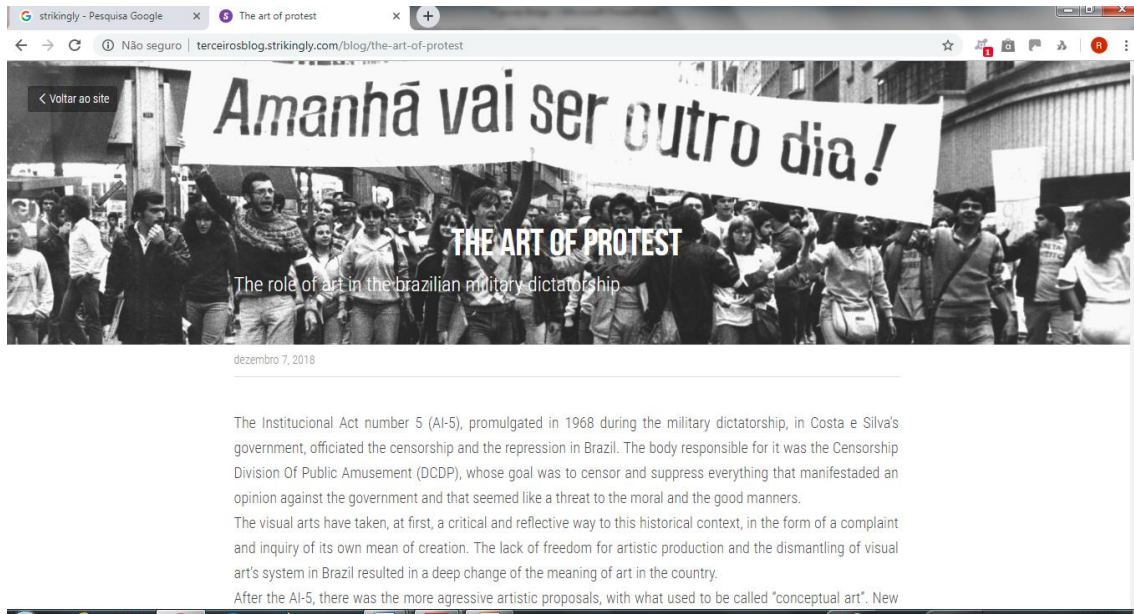 strikingly - Pesquisa Google
The art of protest
Não seguro
terceirosblog.strikingly.com/blog/the-art-of-protest
1
R
Voltar ao site
Amanhã vai ser outro dia!
THE ART OF PROTEST
The role of art in the brazilian military dictatorship
dezembro 7, 2018
The Institucional Act number 5 (AI-5), promulgated in 1968 during the military dictatorship, in Costa e Silva's
government, officiated the censorship and the repression in Brazil. The body responsible for it was the Censorship
Division Of Public Amusement (DCDP), whose goal was to censor and suppress everything that manifestaded an
opinion against the government and that seemed like a threat to the moral and the good manners.
The visual arts have taken, at first, a critical and reflective way to this historical context, in the form of a complaint
and inquiry of its own mean of creation. The lack of freedom for artistic production and the dismantling of visual
art's system in Brazil resulted in a deep change of the meaning of art in the country.
After the AI-5, there was the more agressive artistic proposals, with what used to be called "conceptual art". New